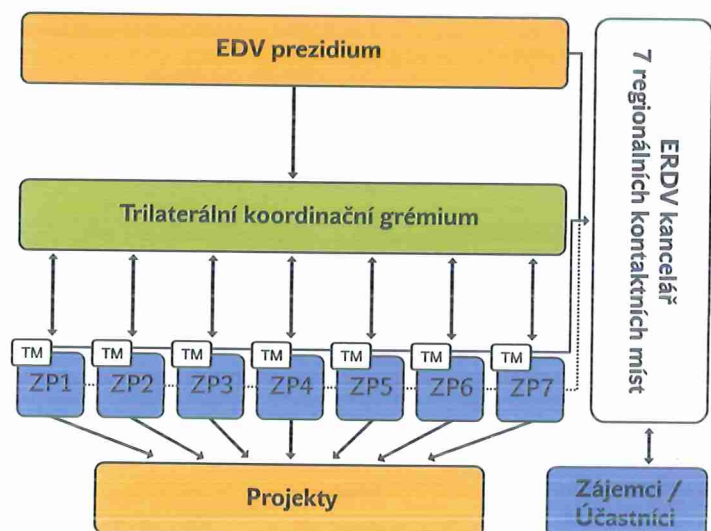 EDV prezidium
Trilaterální koordinační grémium
TM
TM
TM
TM
TM
TM
TM
ZP1
ZP2
ZP3
ZP4
ZP5
ZP6
ZP7
Projekty
ERDV kancelář
7 regionálních kontaktních míst
Zájemci /
Účastníci